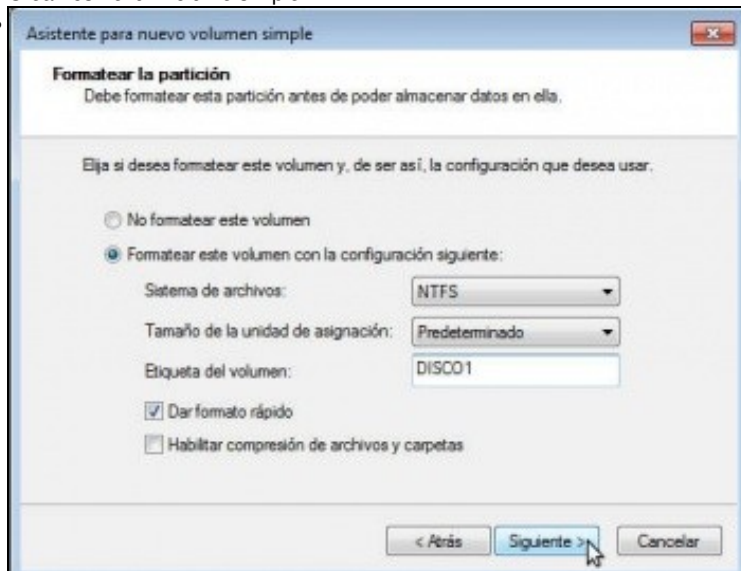 Asistente para nuevo volumen simple
Formatear la partición
Debe formatear esta partición antes de poder almacenar datos en ella.
Elija si desea formatear este volumen y, de ser así, la configuración que desea usar.
No formatear este volumen
Formatear este volumen con la configuración siguiente:
Sistema de archivos: NTFS
Tamaño de la unidad de asignación: Predeterminado
Etiqueta del volumen: DISCO1
Dar formato rápido
Habilitar compresión de archivos y carpetas
< Atrás Siguiente > Cancelar